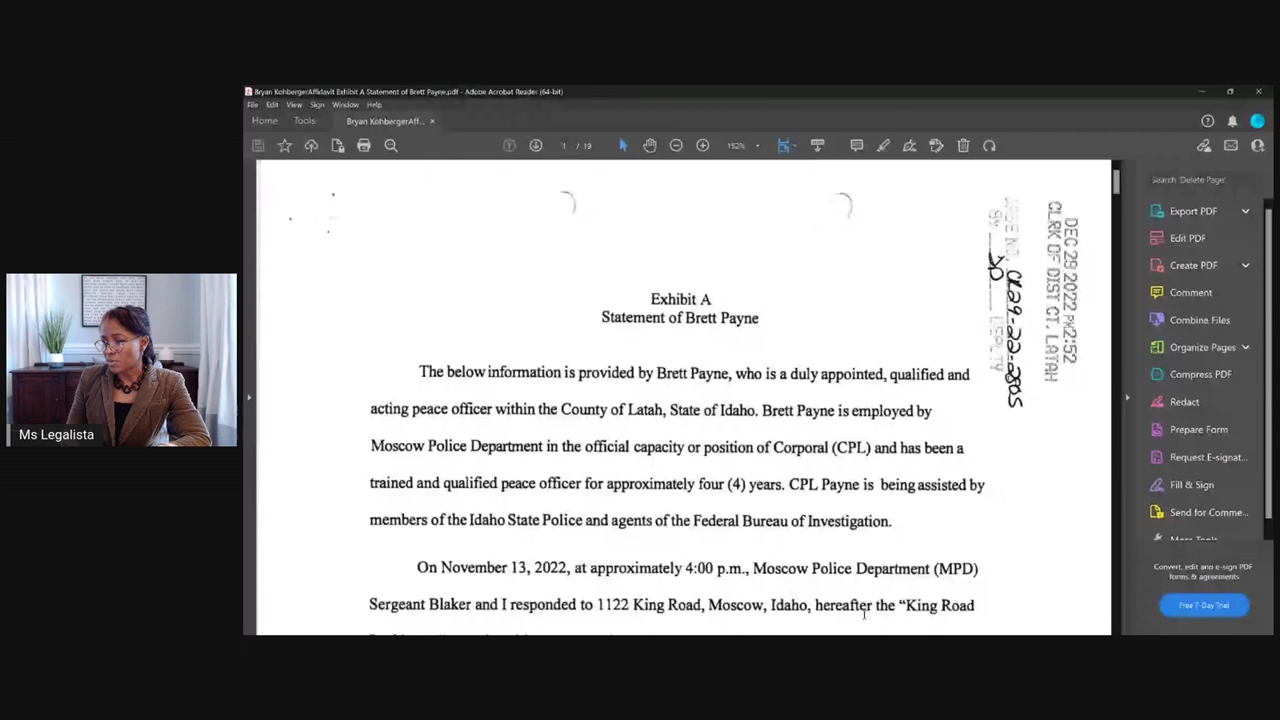 Bryan KohbergerAffidavit Exhibit A Statement of Brett Payne.pdf - Adobe Acrobat Reader (64-bit)
File Edit View Sign Window Help
Home Tools Bryan KohbergerAff... ×
1 / 19 152%
Exhibit A
Statement of Brett Payne
The below information is provided by Brett Payne, who is a duly appointed, qualified and
acting peace officer within the County of Latah, State of Idaho. Brett Payne is employed by
Moscow Police Department in the official capacity or position of Corporal (CPL) and has been a
trained and qualified peace officer for approximately four (4) years. CPL Payne is being assisted by
members of the Idaho State Police and agents of the Federal Bureau of Investigation.
On November 13, 2022, at approximately 4:00 p.m., Moscow Police Department (MPD)
Sergeant Blaker and I responded to 1122 King Road, Moscow, Idaho, hereafter the “King Road
DEC 29 2022 PM2:52
CLRK OF DIST CT. LATAH
CR29-22-2805
BY
DEPUTY
Search 'Delete Page'
Export PDF
Edit PDF
Create PDF
Comment
Combine Files
Organize Pages
Compress PDF
Redact
Prepare Form
Request E-signat...
Fill & Sign
Send for Comme...
More Tools
Convert, edit and e-sign PDF
forms & agreements
Free 7-Day Trial
Ms Legalista